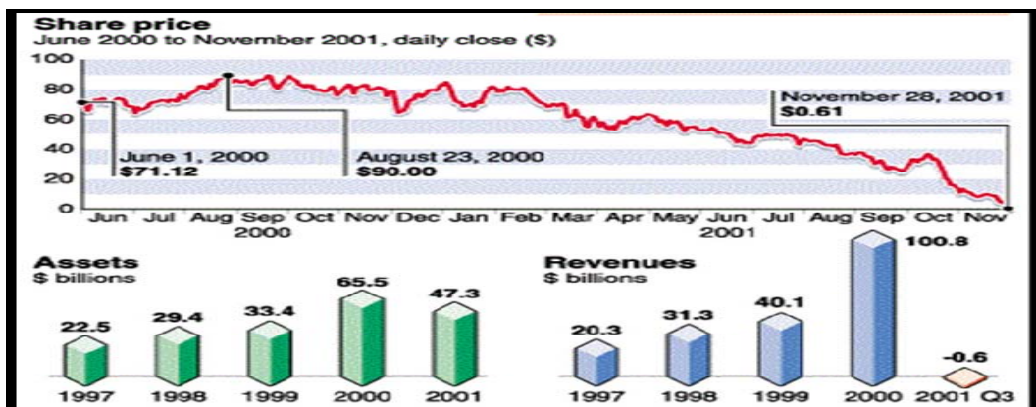 Share price
June 2000 to November 2001, daily close ($)
100
80
60
40
20
0
June 1, 2000
$71.12
August 23, 2000
$90.00
November 28, 2001
$0.61
Jun Jul Aug Sep Oct Nov Dec Jan Feb Mar Apr May Jun Jul Aug Sep Oct Nov
2000 2001
Assets
$ billions
22.5 29.4 33.4 65.5 47.3
1997 1998 1999 2000 2001
Revenues
$ billions
20.3 31.3 40.1 100.8 -0.6
1997 1998 1999 2000 2001 Q3